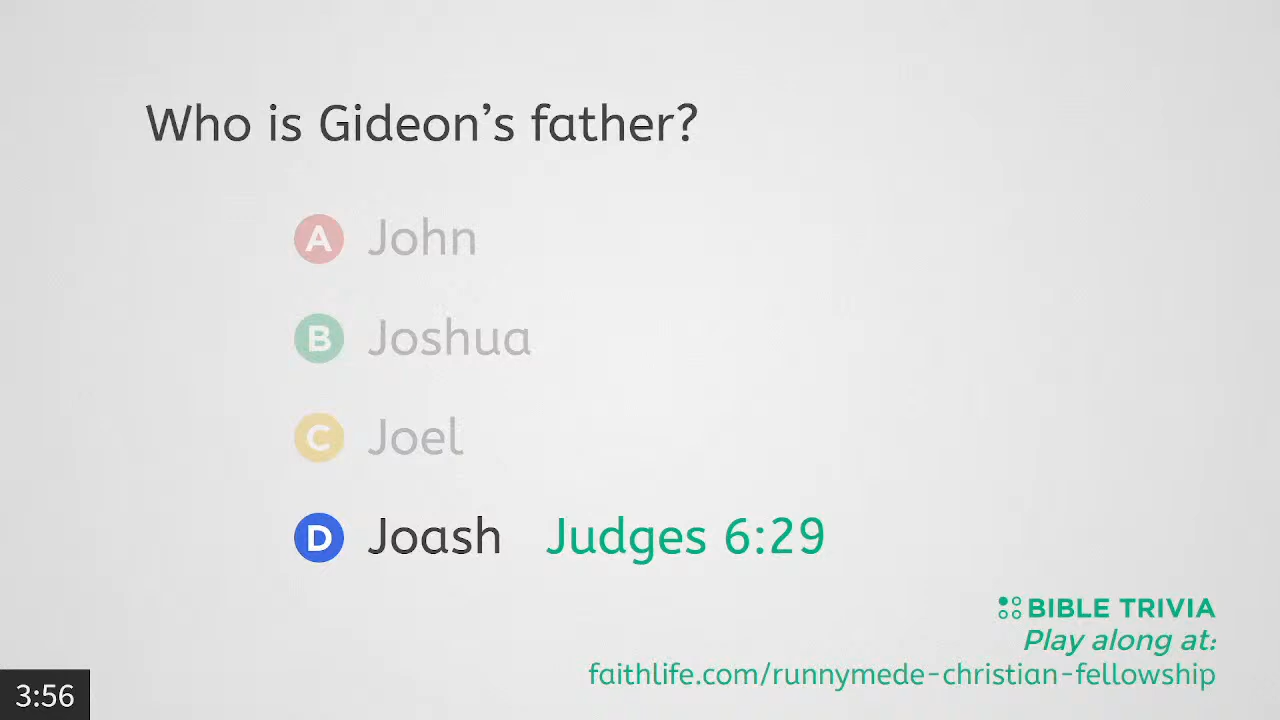 Who is Gideon’s father?
A John
B Joshua
C Joel
D Joash Judges 6:29
BIBLE TRIVIA
Play along at:
faithlife.com/runnymede-christian-fellowship
3:56